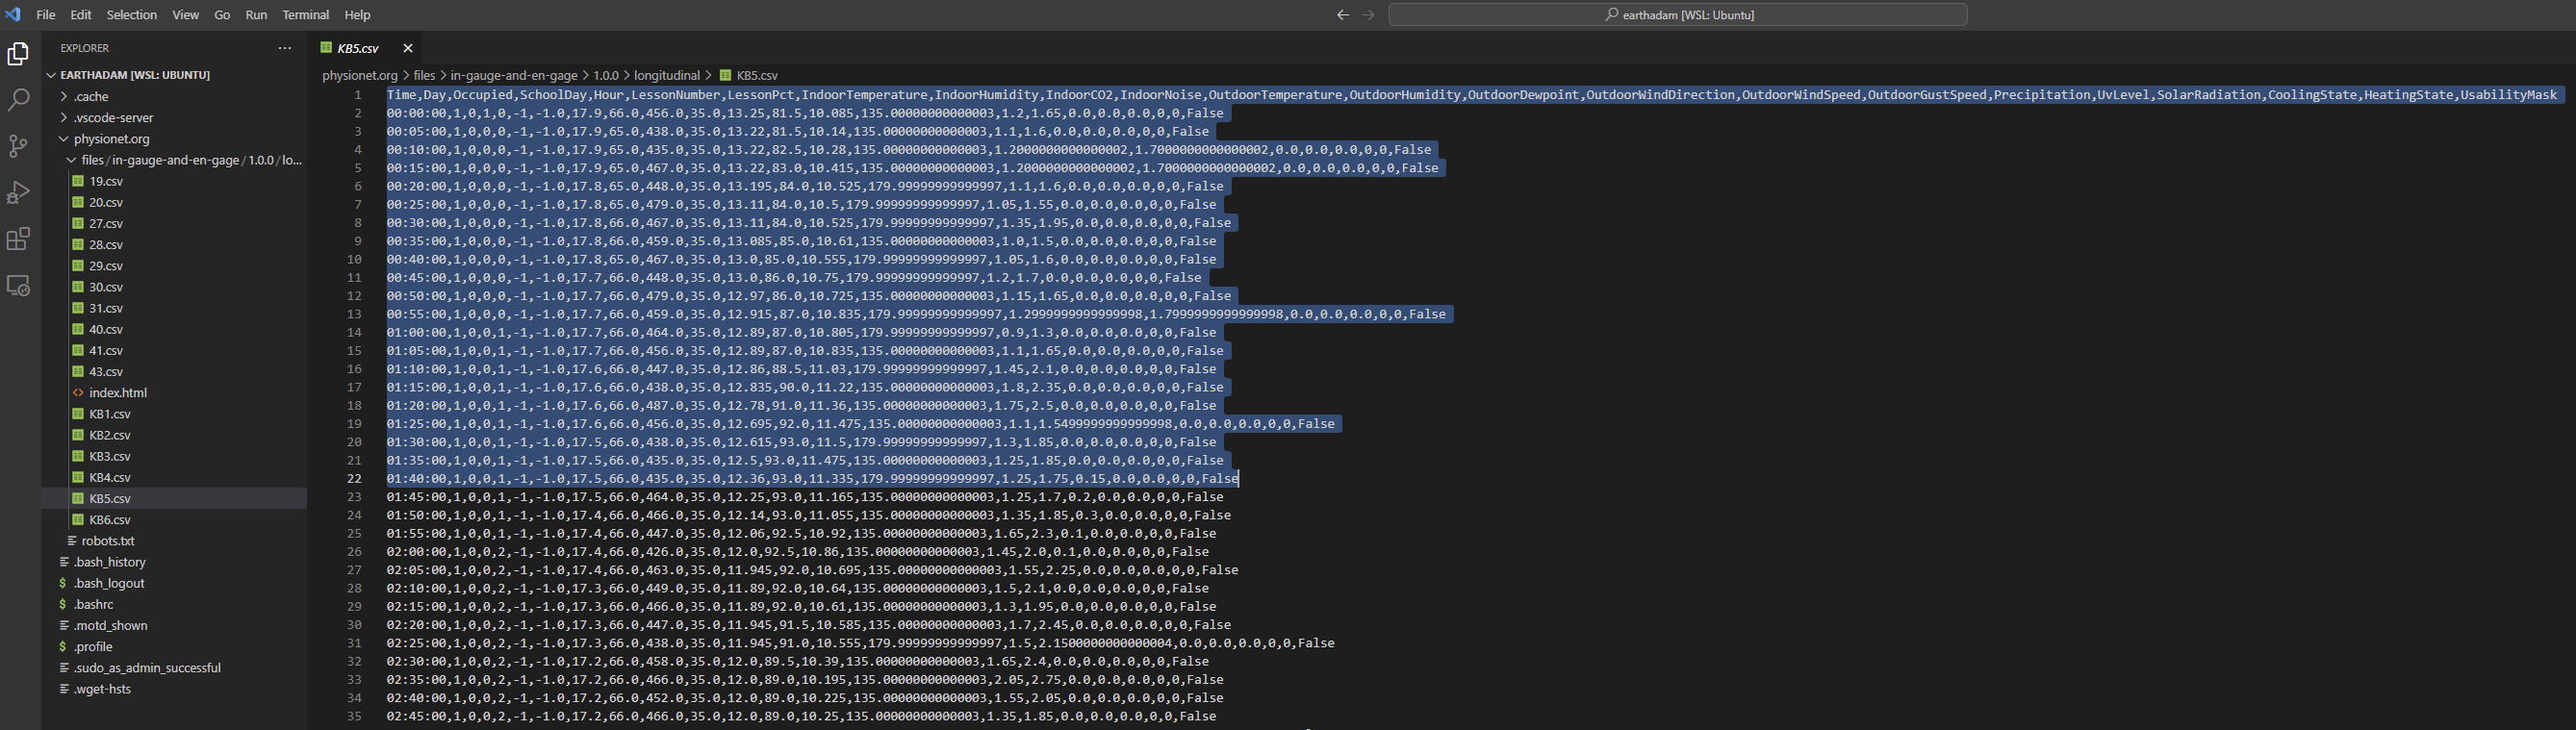 File Edit Selection View Go Run Terminal Help
earthadam [WSL: Ubuntu]
EXPLORER
EARTHADAM [WSL: UBUNTU]
.cache
.vscode-server
physionet.org
files/in-gauge-and-en-gage/1.0.0/lo...
19.csv
20.csv
27.csv
28.csv
29.csv
30.csv
31.csv
40.csv
41.csv
43.csv
index.html
KB1.csv
KB2.csv
KB3.csv
KB4.csv
KB5.csv
KB6.csv
robots.txt
.bash_history
.bash_logout
.bashrc
.motd_shown
.profile
.sudo_as_admin_successful
.wget-hsts
KB5.csv
physionet.org > files > in-gauge-and-en-gage > 1.0.0 > longitudinal > KB5.csv
1 Time,Day,Occupied,SchoolDay,Hour,LessonNumber,LessonPct,IndoorTemperature,IndoorHumidity,IndoorCO2,IndoorNoise,OutdoorTemperature,OutdoorHumidity,OutdoorDewpoint,OutdoorWindDirection,OutdoorWindSpeed,OutdoorGustSpeed,Precipitation,UvLevel,SolarRadiation,CoolingState,HeatingState,UsabilityMask
2 00:00:00,1,0,1,0,-1,-1.0,17.9,66.0,456.0,35.0,13.25,81.5,10.085,135.00000000000003,1.2,1.65,0.0,0.0,0.0,0,0,False
3 00:05:00,1,0,0,0,-1,-1.0,17.9,65.0,438.0,35.0,13.22,81.5,10.14,135.00000000000003,1.1,1.6,0.0,0.0,0.0,0,0,False
4 00:10:00,1,0,0,0,-1,-1.0,17.9,65.0,435.0,35.0,13.22,82.5,10.28,135.00000000000003,1.2000000000000002,1.7000000000000002,0.0,0.0,0.0,0,0,False
5 00:15:00,1,0,0,0,-1,-1.0,17.9,65.0,467.0,35.0,13.22,83.0,10.415,135.00000000000003,1.2000000000000002,1.7000000000000002,0.0,0.0,0.0,0,0,False
6 00:20:00,1,0,0,0,-1,-1.0,17.8,65.0,448.0,35.0,13.195,84.0,10.525,179.99999999999997,1.1,1.6,0.0,0.0,0.0,0,0,False
7 00:25:00,1,0,0,0,-1,-1.0,17.8,65.0,479.0,35.0,13.11,84.0,10.5,179.99999999999997,1.05,1.55,0.0,0.0,0.0,0,0,False
8 00:30:00,1,0,0,0,-1,-1.0,17.8,66.0,467.0,35.0,13.11,84.0,10.525,179.99999999999997,1.35,1.95,0.0,0.0,0.0,0,0,False
9 00:35:00,1,0,0,0,-1,-1.0,17.8,66.0,459.0,35.0,13.085,85.0,10.61,135.00000000000003,1.0,1.5,0.0,0.0,0.0,0,0,False
10 00:40:00,1,0,0,0,-1,-1.0,17.8,65.0,467.0,35.0,13.0,85.0,10.555,179.99999999999997,1.05,1.6,0.0,0.0,0.0,0,0,False
11 00:45:00,1,0,0,0,-1,-1.0,17.7,66.0,448.0,35.0,13.0,86.0,10.75,179.99999999999997,1.2,1.7,0.0,0.0,0.0,0,0,False
12 00:50:00,1,0,0,0,-1,-1.0,17.7,66.0,479.0,35.0,12.97,86.0,10.725,135.00000000000003,1.15,1.65,0.0,0.0,0.0,0,0,False
13 00:55:00,1,0,0,0,-1,-1.0,17.7,66.0,459.0,35.0,12.915,87.0,10.835,179.99999999999997,1.2999999999999998,1.7999999999999998,0.0,0.0,0.0,0,0,False
14 01:00:00,1,0,0,1,-1,-1.0,17.7,66.0,464.0,35.0,12.89,87.0,10.805,179.99999999999997,0.9,1.3,0.0,0.0,0.0,0,0,False
15 01:05:00,1,0,0,1,-1,-1.0,17.7,66.0,456.0,35.0,12.89,87.0,10.835,135.00000000000003,1.1,1.65,0.0,0.0,0.0,0,0,False
16 01:10:00,1,0,0,1,-1,-1.0,17.6,66.0,447.0,35.0,12.86,88.5,11.03,179.99999999999997,1.45,2.1,0.0,0.0,0.0,0,0,False
17 01:15:00,1,0,0,1,-1,-1.0,17.6,66.0,438.0,35.0,12.835,90.0,11.22,135.00000000000003,1.8,2.35,0.0,0.0,0.0,0,0,False
18 01:20:00,1,0,0,1,-1,-1.0,17.6,66.0,487.0,35.0,12.78,91.0,11.36,135.00000000000003,1.75,2.5,0.0,0.0,0.0,0,0,False
19 01:25:00,1,0,0,1,-1,-1.0,17.6,66.0,456.0,35.0,12.695,92.0,11.475,135.00000000000003,1.1,1.5499999999999998,0.0,0.0,0.0,0,0,False
20 01:30:00,1,0,0,1,-1,-1.0,17.5,66.0,438.0,35.0,12.615,93.0,11.5,179.99999999999997,1.3,1.85,0.0,0.0,0.0,0,0,False
21 01:35:00,1,0,0,1,-1,-1.0,17.5,66.0,435.0,35.0,12.5,93.0,11.475,135.00000000000003,1.25,1.85,0.0,0.0,0.0,0,0,False
22 01:40:00,1,0,0,1,-1,-1.0,17.5,66.0,435.0,35.0,12.36,93.0,11.335,179.99999999999997,1.25,1.75,0.15,0.0,0.0,0,0,False
23 01:45:00,1,0,0,1,-1,-1.0,17.5,66.0,464.0,35.0,12.25,93.0,11.165,135.00000000000003,1.25,1.7,0.2,0.0,0.0,0,0,False
24 01:50:00,1,0,0,1,-1,-1.0,17.4,66.0,466.0,35.0,12.14,93.0,11.055,135.00000000000003,1.35,1.85,0.3,0.0,0.0,0,0,False
25 01:55:00,1,0,0,1,-1,-1.0,17.4,66.0,447.0,35.0,12.06,92.5,10.92,135.00000000000003,1.65,2.3,0.1,0.0,0.0,0,0,False
26 02:00:00,1,0,0,2,-1,-1.0,17.4,66.0,426.0,35.0,12.0,92.5,10.86,135.00000000000003,1.45,2.0,0.1,0.0,0.0,0,0,False
27 02:05:00,1,0,0,2,-1,-1.0,17.4,66.0,463.0,35.0,11.945,92.0,10.695,135.00000000000003,1.55,2.25,0.0,0.0,0.0,0,0,False
28 02:10:00,1,0,0,2,-1,-1.0,17.3,66.0,449.0,35.0,11.89,92.0,10.64,135.00000000000003,1.5,2.1,0.0,0.0,0.0,0,0,False
29 02:15:00,1,0,0,2,-1,-1.0,17.3,66.0,466.0,35.0,11.89,92.0,10.61,135.00000000000003,1.3,1.95,0.0,0.0,0.0,0,0,False
30 02:20:00,1,0,0,2,-1,-1.0,17.3,66.0,447.0,35.0,11.945,91.5,10.585,135.00000000000003,1.7,2.45,0.0,0.0,0.0,0,0,False
31 02:25:00,1,0,0,2,-1,-1.0,17.3,66.0,438.0,35.0,11.945,91.0,10.555,179.99999999999997,1.5,2.1500000000000004,0.0,0.0,0.0,0,0,False
32 02:30:00,1,0,0,2,-1,-1.0,17.2,66.0,458.0,35.0,12.0,89.5,10.39,135.00000000000003,1.65,2.4,0.0,0.0,0.0,0,0,False
33 02:35:00,1,0,0,2,-1,-1.0,17.2,66.0,466.0,35.0,12.0,89.0,10.195,135.00000000000003,2.05,2.75,0.0,0.0,0.0,0,0,False
34 02:40:00,1,0,0,2,-1,-1.0,17.2,66.0,452.0,35.0,12.0,89.0,10.225,135.00000000000003,1.55,2.05,0.0,0.0,0.0,0,0,False
35 02:45:00,1,0,0,2,-1,-1.0,17.2,66.0,466.0,35.0,12.0,89.0,10.25,135.00000000000003,1.35,1.85,0.0,0.0,0.0,0,0,False